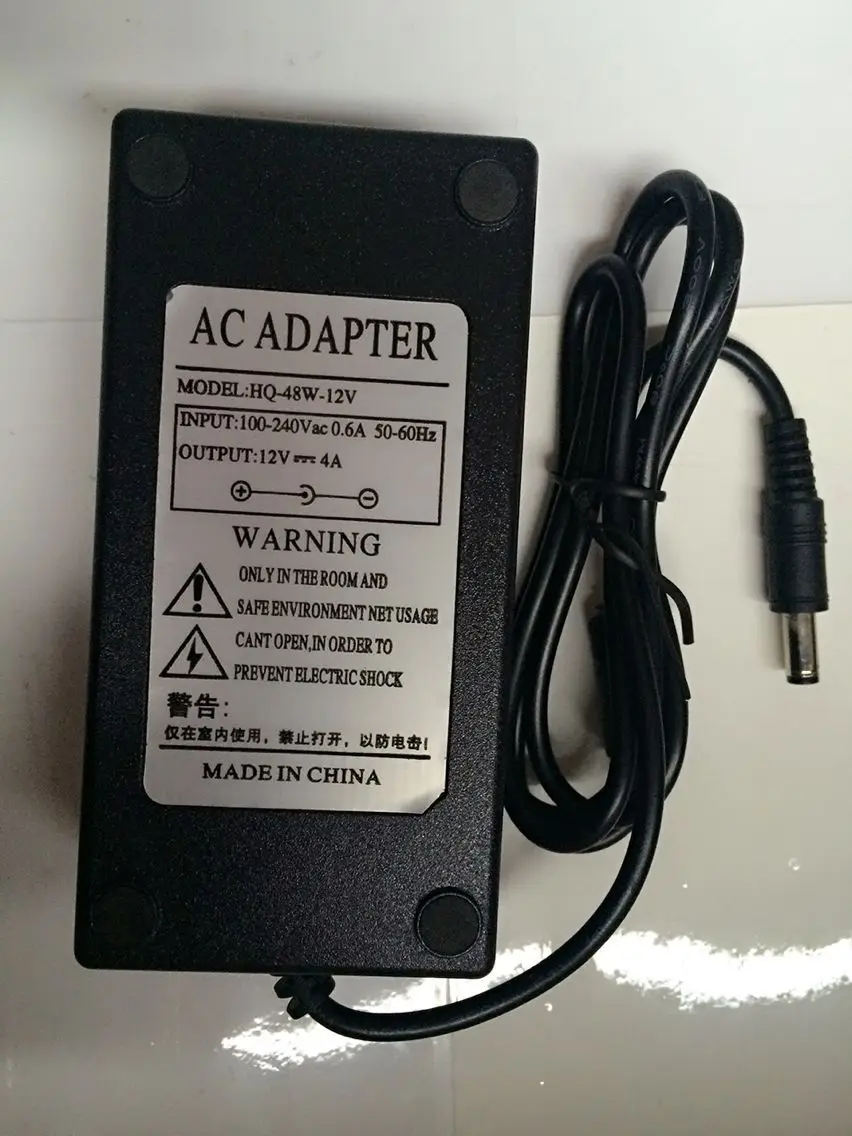 AC ADAPTER
MODEL:HQ-48W-12V
INPUT:100-240Vac 0.6A 50-60Hz
OUTPUT:12V⎓4A
WARNING
ONLY IN THE ROOM AND
SAFE ENVIRONMENT NET USAGE
CANT OPEN,IN ORDER TO
PREVENT ELECTRIC SHOCK
警告:
仅在室内使用，禁止打开，以防电击!
MADE IN CHINA